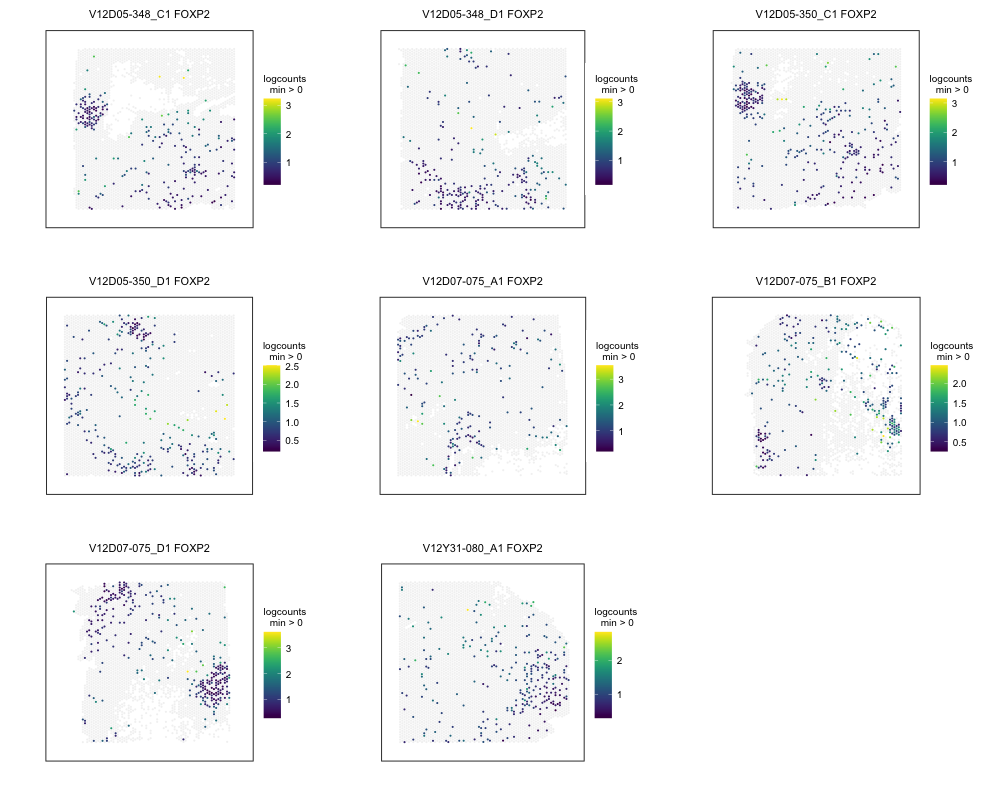 V12D05-348_C1 FOXP2
logcounts
min > 0
3
2
1
V12D05-348_D1 FOXP2
logcounts
min > 0
3
2
1
V12D05-350_C1 FOXP2
logcounts
min > 0
3
2
1
V12D05-350_D1 FOXP2
logcounts
min > 0
2.5
2.0
1.5
1.0
0.5
V12D07-075_A1 FOXP2
logcounts
min > 0
3
2
1
V12D07-075_B1 FOXP2
logcounts
min > 0
2.0
1.5
1.0
0.5
V12D07-075_D1 FOXP2
logcounts
min > 0
3
2
1
V12Y31-080_A1 FOXP2
logcounts
min > 0
2
1